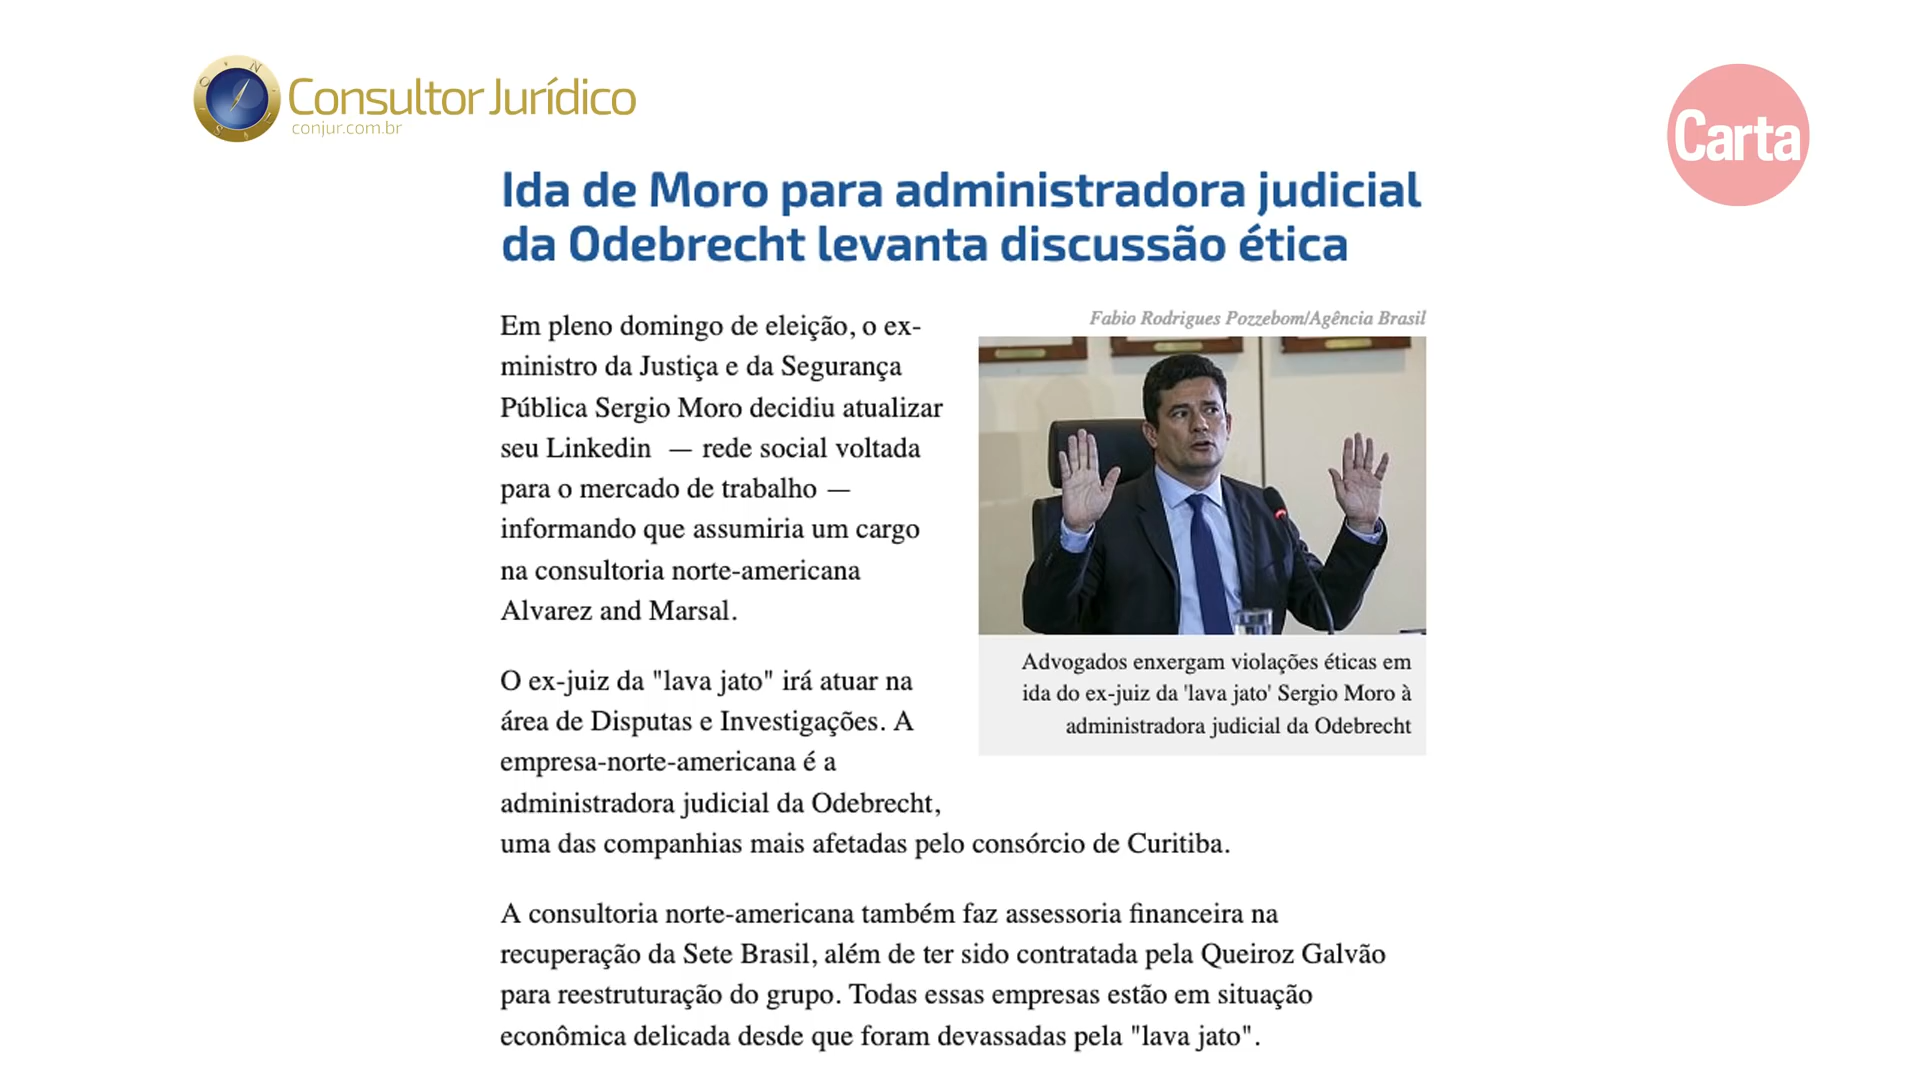 Consultor Jurídico
conjur.com.br
Carta
Ida de Moro para administradora judicial
da Odebrecht levanta discussão ética
Em pleno domingo de eleição, o ex-
ministro da Justiça e da Segurança
Pública Sergio Moro decidiu atualizar
seu Linkedin — rede social voltada
para o mercado de trabalho —
informando que assumiria um cargo
na consultoria norte-americana
Alvarez and Marsal.
Fabio Rodrigues Pozzebom/Agência Brasil
Advogados enxergam violações éticas em
ida do ex-juiz da 'lava jato' Sergio Moro à
administradora judicial da Odebrecht
O ex-juiz da "lava jato" irá atuar na
área de Disputas e Investigações. A
empresa-norte-americana é a
administradora judicial da Odebrecht,
uma das companhias mais afetadas pelo consórcio de Curitiba.
A consultoria norte-americana também faz assessoria financeira na
recuperação da Sete Brasil, além de ter sido contratada pela Queiroz Galvão
para reestruturação do grupo. Todas essas empresas estão em situação
econômica delicada desde que foram devassadas pela "lava jato".